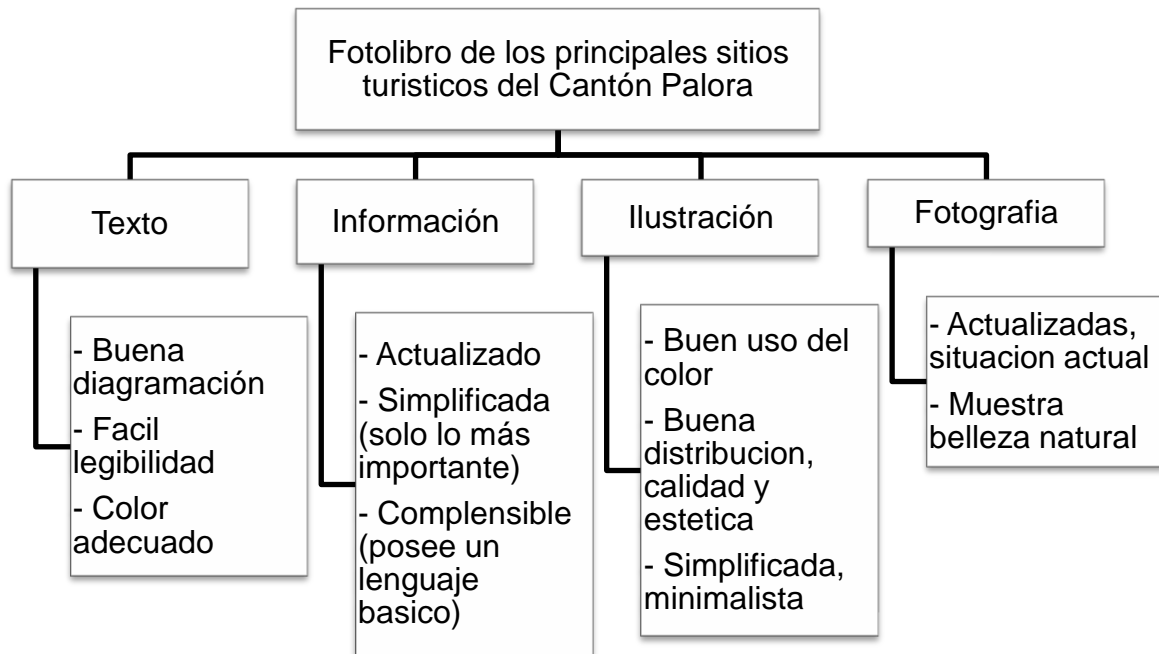 Fotolibro de los principales sitios
turisticos del Cantón Palora
Texto
Información
Ilustración
Fotografia
- Buena
diagramación
- Facil
legibilidad
- Color
adecuado
- Actualizado
- Simplificada
(solo lo más
importante)
- Complensible
(posee un
lenguaje
basico)
- Buen uso del
color
- Buena
distribucion,
calidad y
estetica
- Simplificada,
minimalista
- Actualizadas,
situacion actual
- Muestra
belleza natural